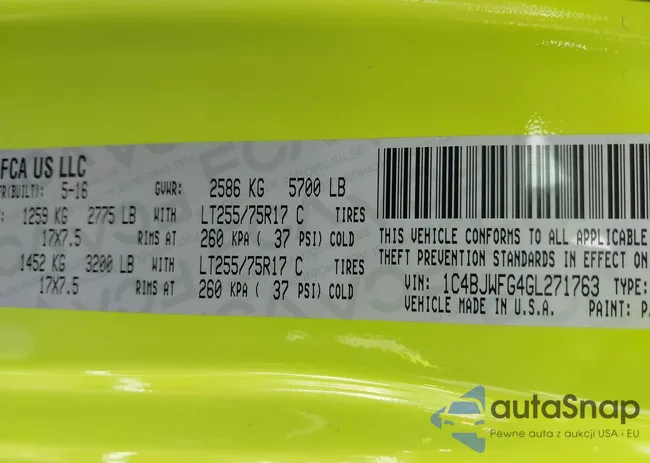 FCA US LLC
FR(BUILT): 5-16 GVWR: 2586 KG 5700 LB
: 1259 KG 2775 LB WITH LT255/75R17 C TIRES
17X7.5 RIMS AT 260 KPA ( 37 PSI) COLD
1452 KG 3200 LB WITH LT255/75R17 C TIRES
17X7.5 RIMS AT 260 KPA ( 37 PSI) COLD
THIS VEHICLE CONFORMS TO ALL APPLICABLE
THEFT PREVENTION STANDARDS IN EFFECT ON
VIN: 1C4BJWFG4GL271763 TYPE:
VEHICLE MADE IN U.S.A. PAINT: P
autaSnap
Pewne auta z aukcji USA i EU